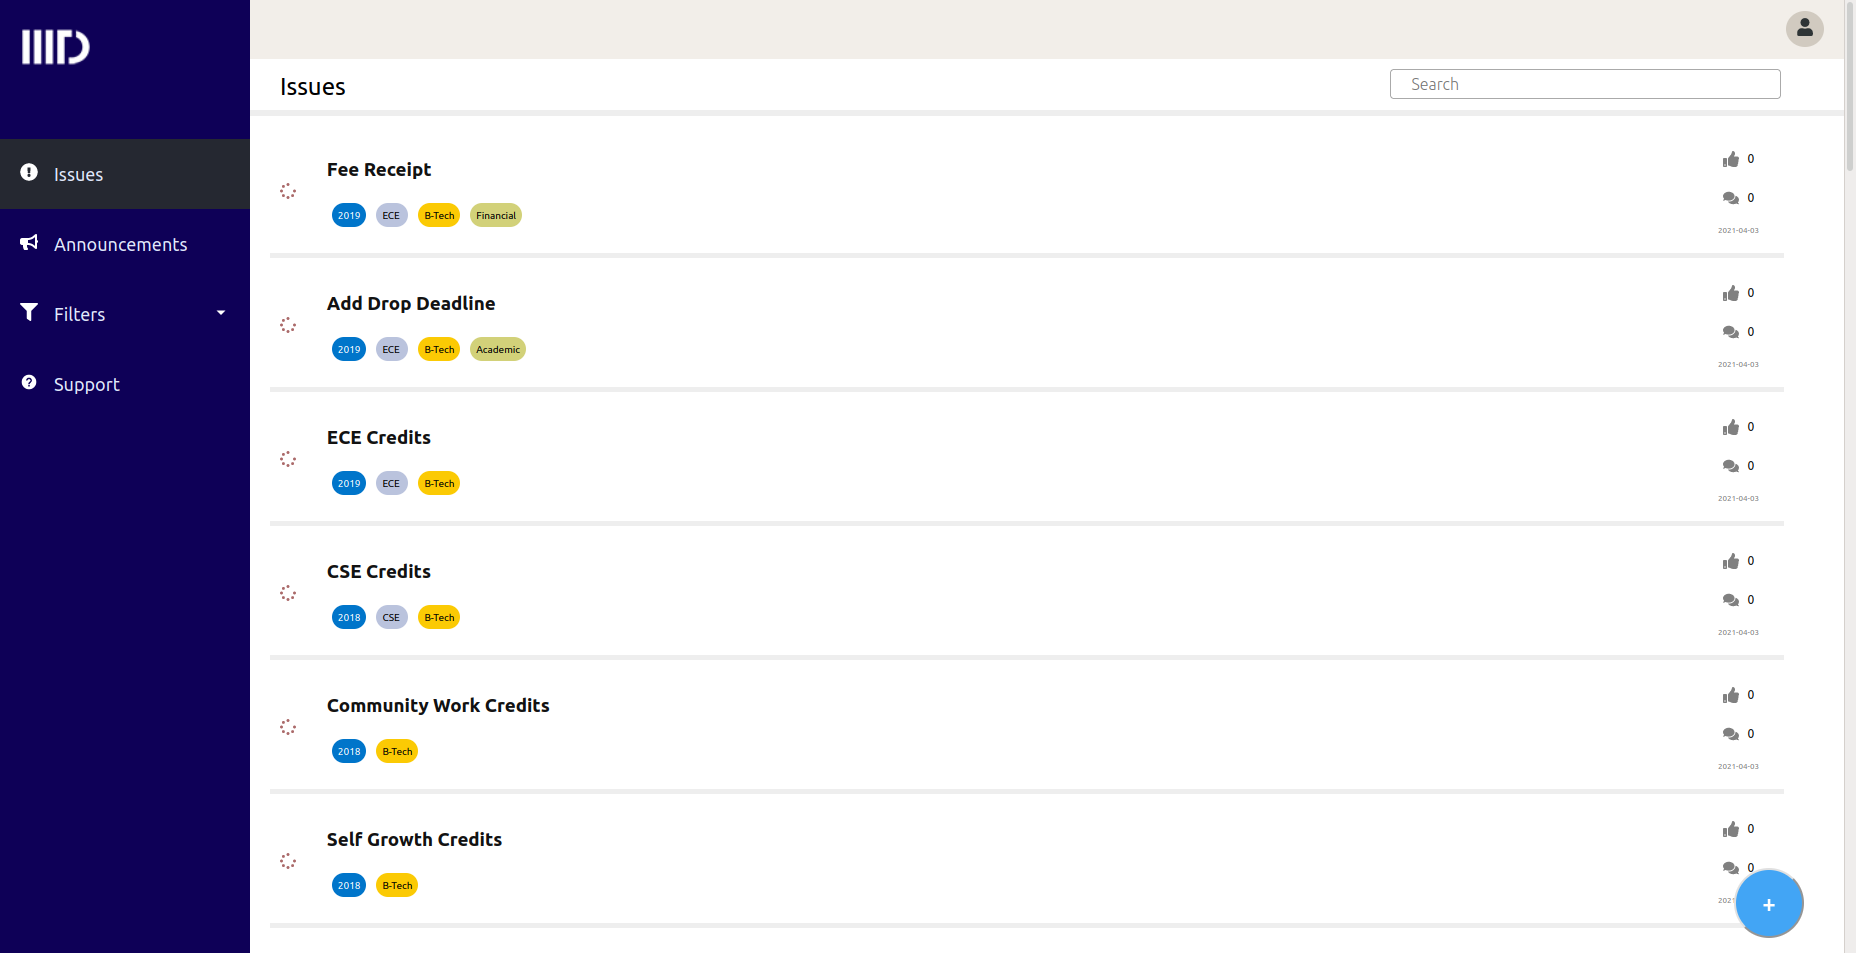 IIITD
Issues
Announcements
Filters
Support
Issues
Search
Fee Receipt
2019 ECE B-Tech Financial
0
0
2021-04-03
Add Drop Deadline
2019 ECE B-Tech Academic
0
0
2021-04-03
ECE Credits
2019 ECE B-Tech
0
0
2021-04-03
CSE Credits
2018 CSE B-Tech
0
0
2021-04-03
Community Work Credits
2018 B-Tech
0
0
2021-04-03
Self Growth Credits
2018 B-Tech
0
0
+